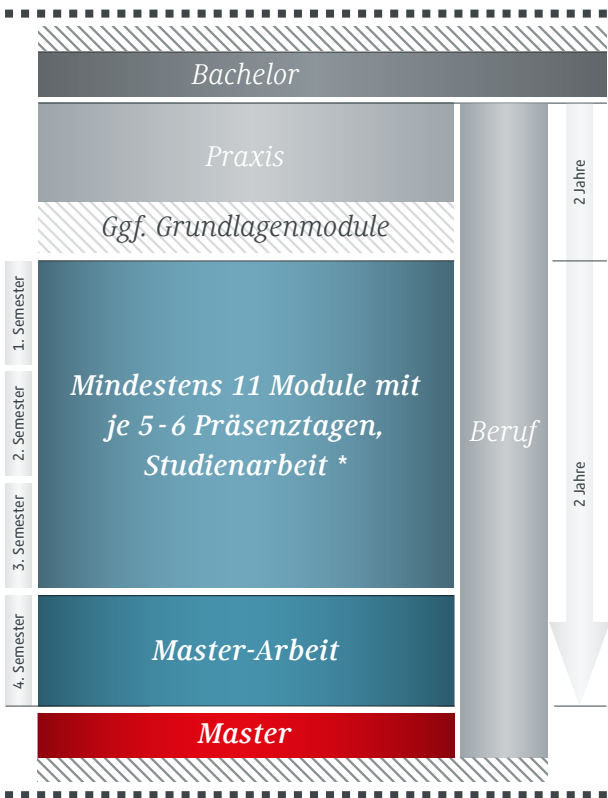 Bachelor
Praxis
Ggf. Grundlagenmodule
2 Jahre
1. Semester
2. Semester
3. Semester
4. Semester
Mindestens 11 Module mit
je 5 - 6 Präsenztagen,
Studienarbeit *
Beruf
2 Jahre
Master-Arbeit
Master